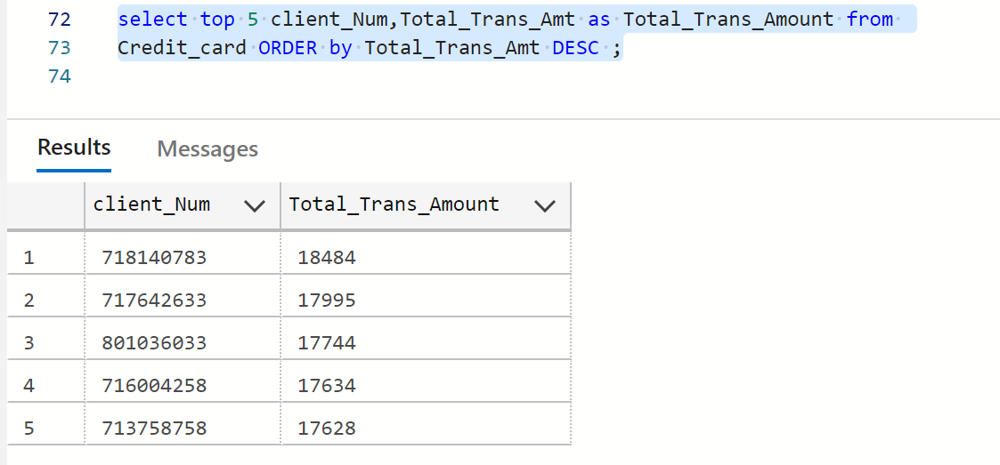 72 select top 5 client_Num,Total_Trans_Amt as Total_Trans_Amount from
73 Credit_card ORDER by Total_Trans_Amt DESC ;
74
Results Messages
client_Num Total_Trans_Amount
1 718140783 18484
2 717642633 17995
3 801036033 17744
4 716004258 17634
5 713758758 17628